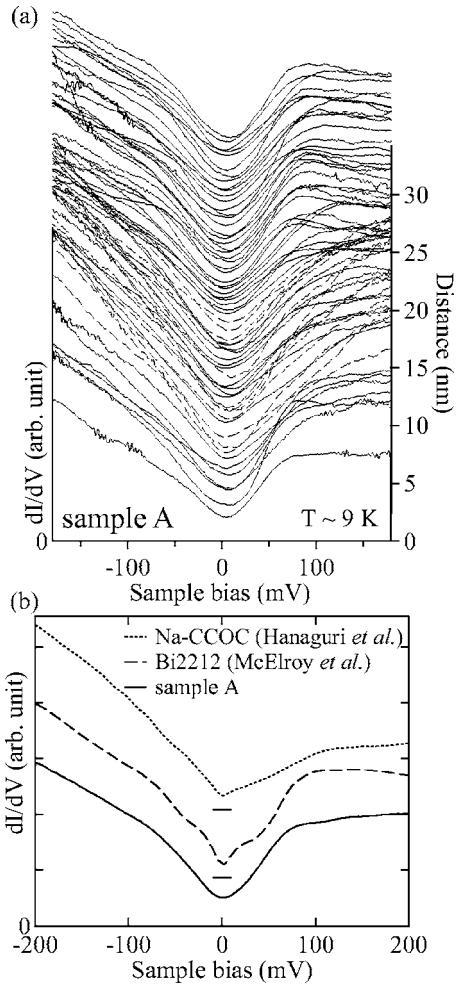 (a)
dI/dV (arb. unit)
0
sample A
T ~ 9 K
-100
0
100
Sample bias (mV)
30
25
20
15
10
5
0
Distance (nm)
(b)
Na-CCOC (Hanaguri et al.)
Bi2212 (McElroy et al.)
sample A
dI/dV (arb. unit)
0
-200
-100
0
100
200
Sample bias (mV)